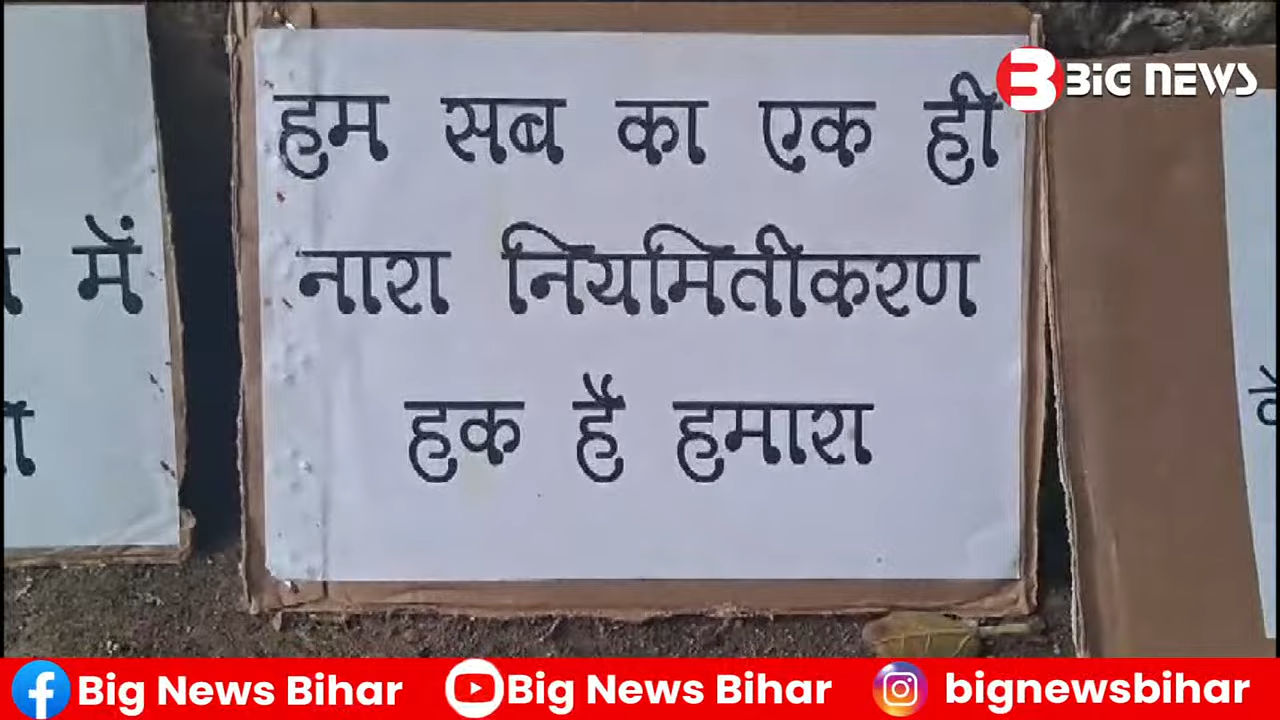 हम सब का एक ही
नारा नियमितीकरण
हक है हमारा
में
BIG NEWS
Big News Bihar
Big News Bihar
bignewsbihar